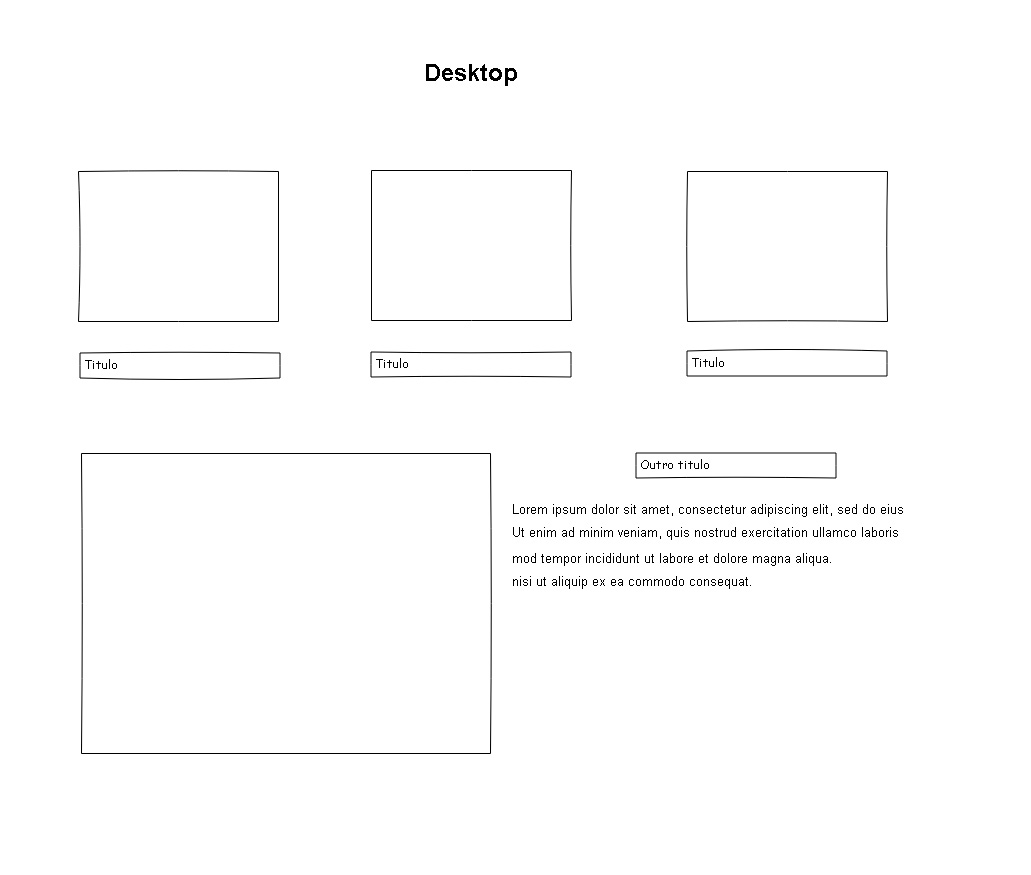 Desktop
Titulo
Titulo
Titulo
Outro titulo
Lorem ipsum dolor sit amet, consectetur adipiscing elit, sed do eius
Ut enim ad minim veniam, quis nostrud exercitation ullamco laboris
mod tempor incididunt ut labore et dolore magna aliqua.
nisi ut aliquip ex ea commodo consequat.